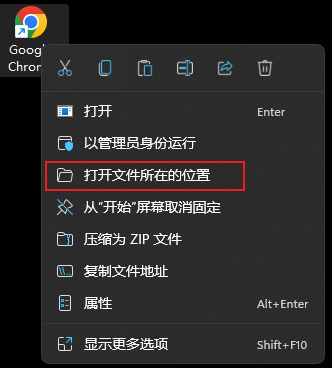 Google
Chrom
打开 Enter
以管理员身份运行
打开文件所在的位置
从"开始"屏幕取消固定
压缩为 ZIP 文件
复制文件地址
属性 Alt+Enter
显示更多选项 Shift+F10